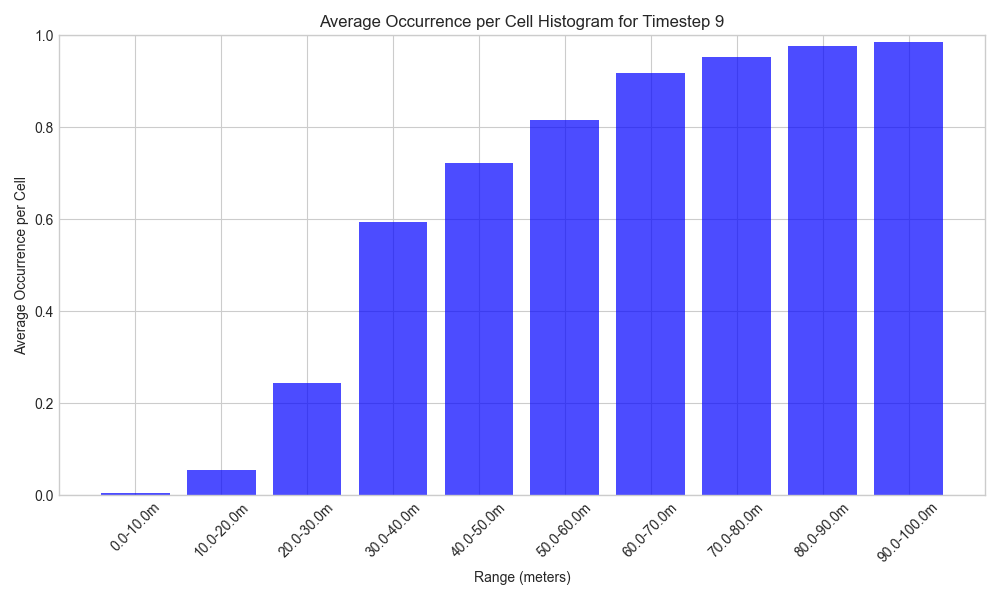 Average Occurrence per Cell Histogram for Timestep 9
Average Occurrence per Cell
1.0
0.8
0.6
0.4
0.2
0.0
0.0-10.0m
10.0-20.0m
20.0-30.0m
30.0-40.0m
40.0-50.0m
50.0-60.0m
60.0-70.0m
70.0-80.0m
80.0-90.0m
90.0-100.0m
Range (meters)